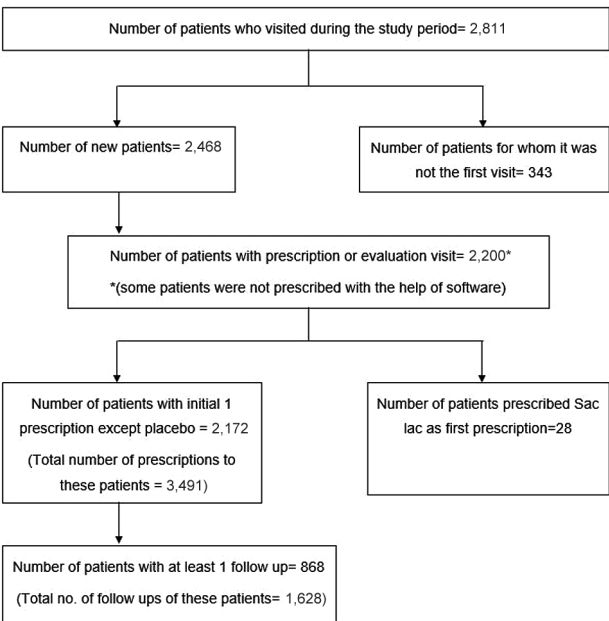 Number of patients who visited during the study period= 2,811
Number of new patients= 2,468
Number of patients for whom it was
not the first visit= 343
Number of patients with prescription or evaluation visit= 2,200*
*(some patients were not prescribed with the help of software)
Number of patients with initial 1
prescription except placebo = 2,172
(Total number of prescriptions to
these patients = 3,491)
Number of patients prescribed Sac
lac as first prescription=28
Number of patients with at least 1 follow up= 868
(Total no. of follow ups of these patients= 1,628)